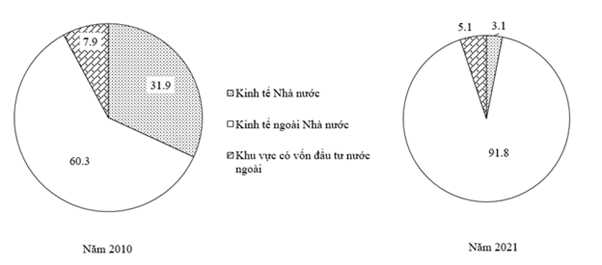 7.9
31.9
60.3
Năm 2010
Kinh tế Nhà nước
Kinh tế ngoài Nhà nước
Khu vực có vốn đầu tư nước
ngoài
5.1
3.1
91.8
Năm 2021